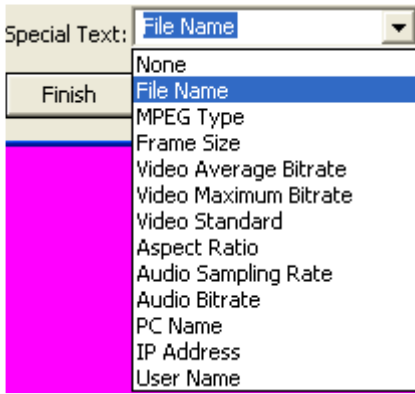 Special Text: File Name
Finish
None
File Name
MPEG Type
Frame Size
Video Average Bitrate
Video Maximum Bitrate
Video Standard
Aspect Ratio
Audio Sampling Rate
Audio Bitrate
PC Name
IP Address
User Name